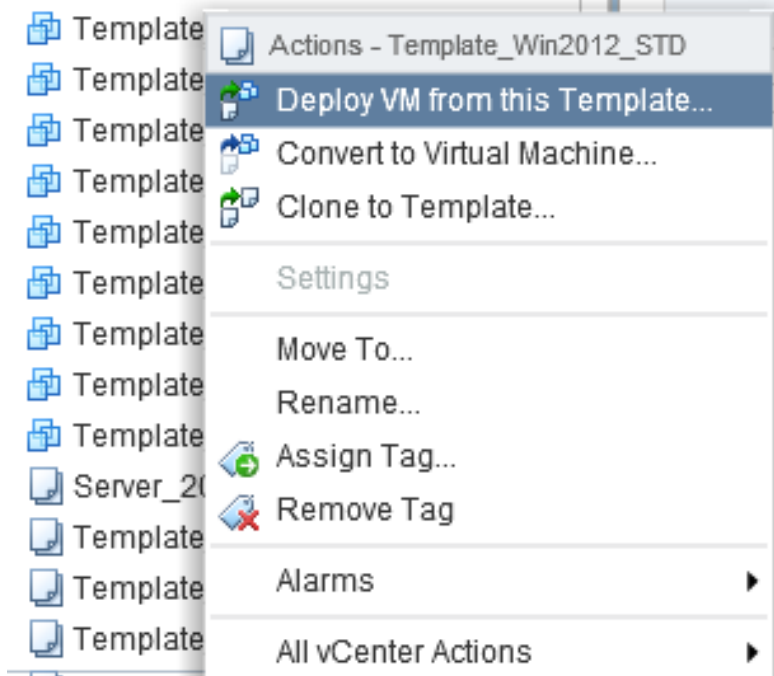 Template
Actions - Template_Win2012_STD
Template
Deploy VM from this Template...
Template
Convert to Virtual Machine...
Template
Clone to Template...
Template
Template
Settings
Template
Move To...
Template
Rename...
Template
Assign Tag...
Server_20
Remove Tag
Template
Template
Alarms
Template
All vCenter Actions